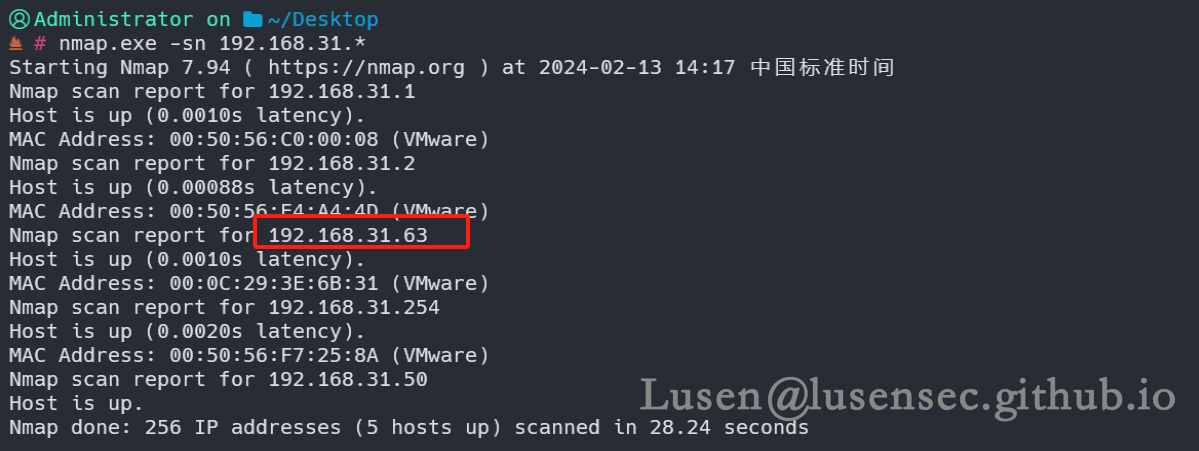 Administrator on ~/Desktop
# nmap.exe -sn 192.168.31.*
Starting Nmap 7.94 ( https://nmap.org ) at 2024-02-13 14:17 中国标准时间
Nmap scan report for 192.168.31.1
Host is up (0.0010s latency).
MAC Address: 00:50:56:C0:00:08 (VMware)
Nmap scan report for 192.168.31.2
Host is up (0.00088s latency).
MAC Address: 00:50:56:F4:A4:4D (VMware)
Nmap scan report for 192.168.31.63
Host is up (0.0010s latency).
MAC Address: 00:0C:29:3E:6B:31 (VMware)
Nmap scan report for 192.168.31.254
Host is up (0.0020s latency).
MAC Address: 00:50:56:F7:25:8A (VMware)
Nmap scan report for 192.168.31.50
Host is up.
Nmap done: 256 IP addresses (5 hosts up) scanned in 28.24 seconds
Lusen@lusensec.github.io